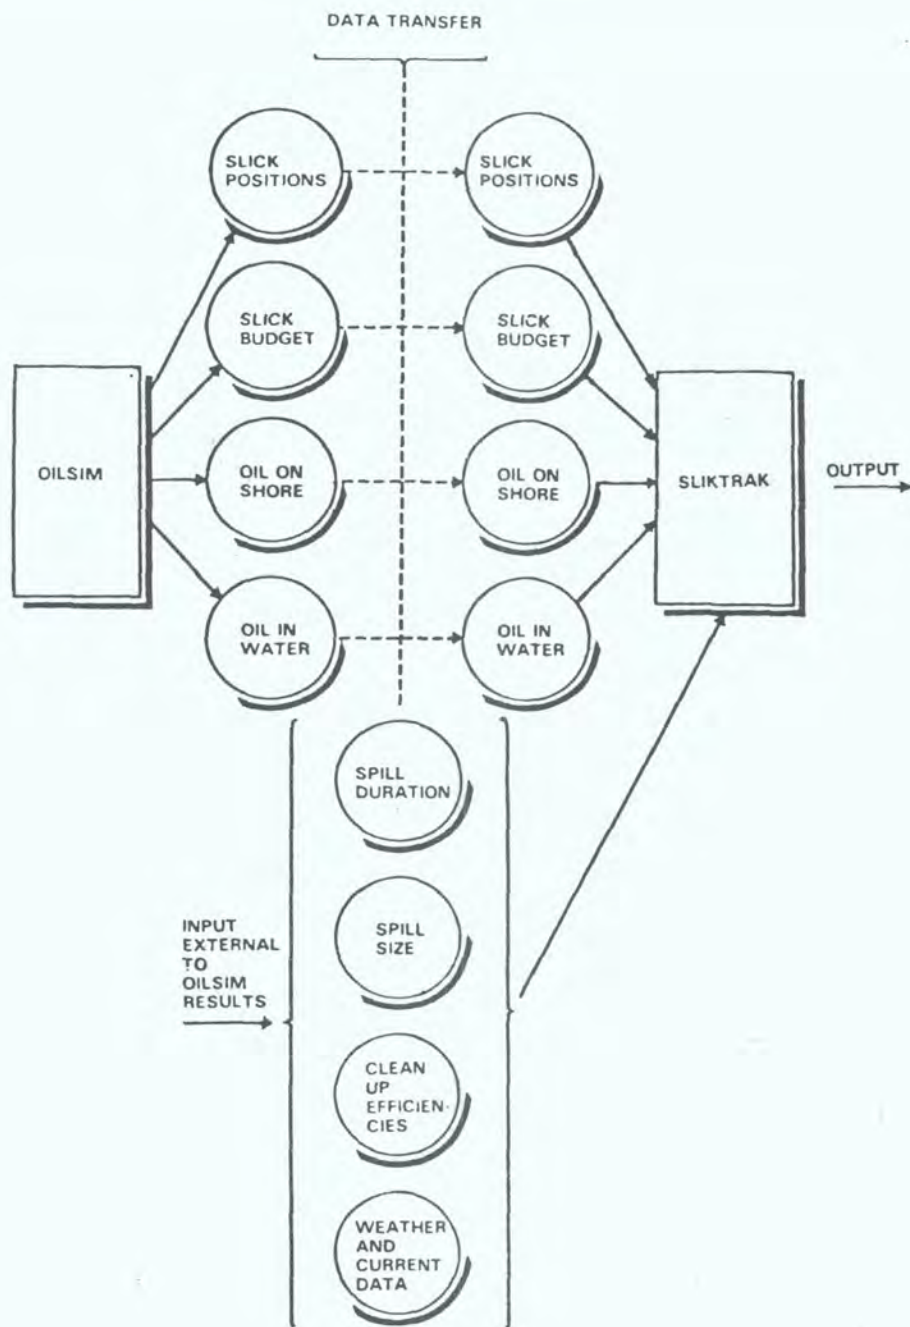 DATA TRANSFER
SLICK
POSITIONS
SLICK
POSITIONS
SLICK
BUDGET
SLICK
BUDGET
OILSIM
OIL ON
SHORE
OIL ON
SHORE
SLIKTRAK
OUTPUT
OIL IN
WATER
OIL IN
WATER
SPILL
DURATION
INPUT
EXTERNAL
TO
OILSIM
RESULTS
SPILL
SIZE
CLEAN
UP
EFFICIEN-
CIES
WEATHER
AND
CURRENT
DATA